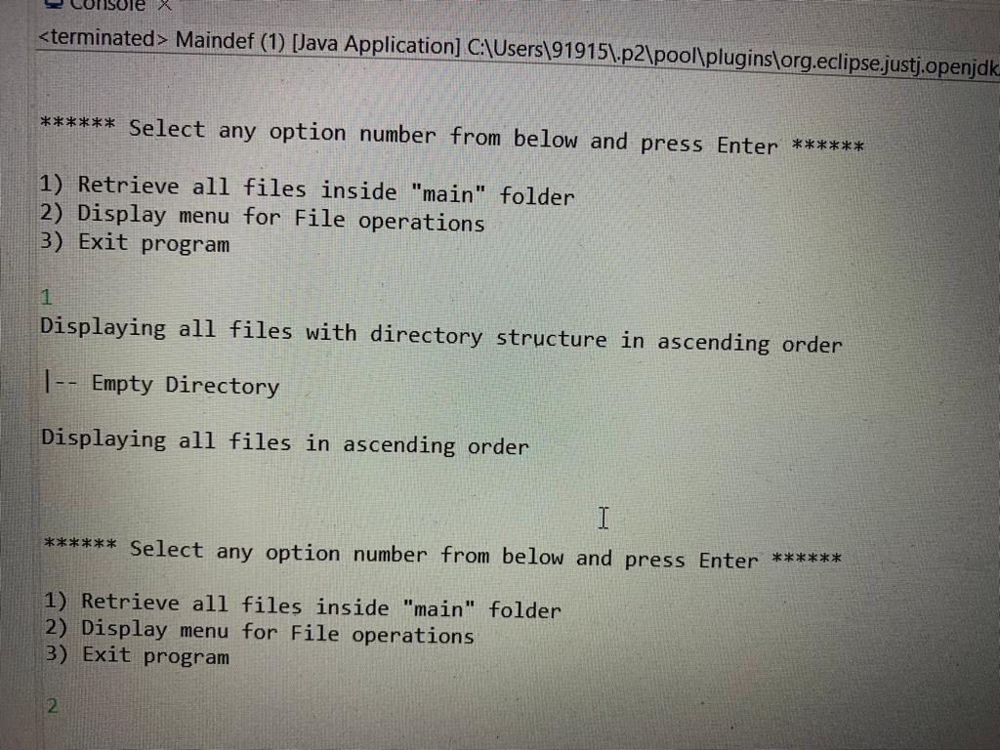 Console ×
<terminated> Maindef (1) [Java Application] C:\Users\91915\.p2\pool\plugins\org.eclipse.justj.openjdk.
****** Select any option number from below and press Enter ******
1) Retrieve all files inside "main" folder
2) Display menu for File operations
3) Exit program
1
Displaying all files with directory structure in ascending order
|-- Empty Directory
Displaying all files in ascending order
****** Select any option number from below and press Enter ******
1) Retrieve all files inside "main" folder
2) Display menu for File operations
3) Exit program
2